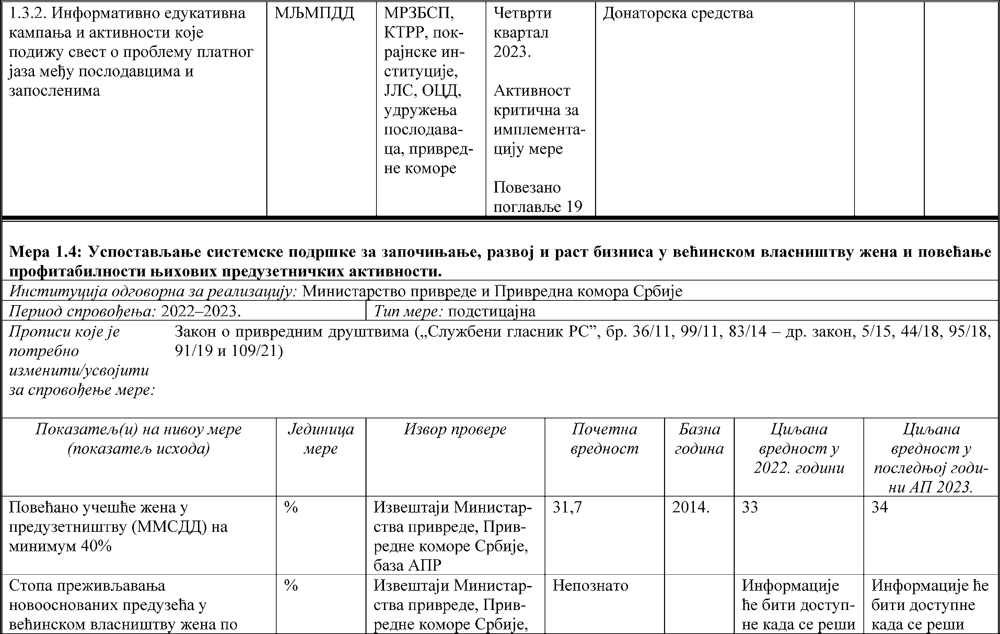 1.3.2. Информативно едукативна
кампања и активности које
подижу свест о проблему платног
јаза међу послодавцима и
запосленима
МЉМПДД
МРЗБСП,
КТРР, пок-
рајнске ин-
ституције,
ЈЛС, ОЦД,
удружења
послодава-
ца, привред-
не коморе
Четврти
квартал
2023.
Активност
критична за
имплемента-
цију мере
Повезано
поглавље 19
Донаторска средства
Мера 1.4: Успостављање системске подршке за започињање, развој и раст бизниса у већинском власништву жена и повећање
профитабилности њихових предузетничких активности.
Институција одговорна за реализацију: Министарство привреде и Привредна комора Србије
Период спровођења: 2022–2023.
Тип мере: подстицајна
Прописи које је
потребно
изменити/усвојити
за спровођење мере:
Закон о привредним друштвима („Службени гласник РС”, бр. 36/11, 99/11, 83/14 – др. закон, 5/15, 44/18, 95/18,
91/19 и 109/21)
Показатељ(и) на нивоу мере
(показатељ исхода)
Јединица
мере
Извор провере
Почетна
вредност
Базна
година
Циљана
вредност у
2022. години
Циљана
вредност у
последњој годи-
ни АП 2023.
Повећано учешће жена у
предузетништву (ММСДД) на
минимум 40%
%
Извештаји Министар-
ства привреде, Прив-
редне коморе Србије,
база АПР
31,7
2014.
33
34
Стопа преживљавања
новооснованих предузећа у
већинском власништву жена по
%
Извештаји Министар-
ства привреде, Прив-
редне коморе Србије,
Непознато
Информације
ће бити доступ-
не када се реши
Информације ће
бити доступне
када се реши